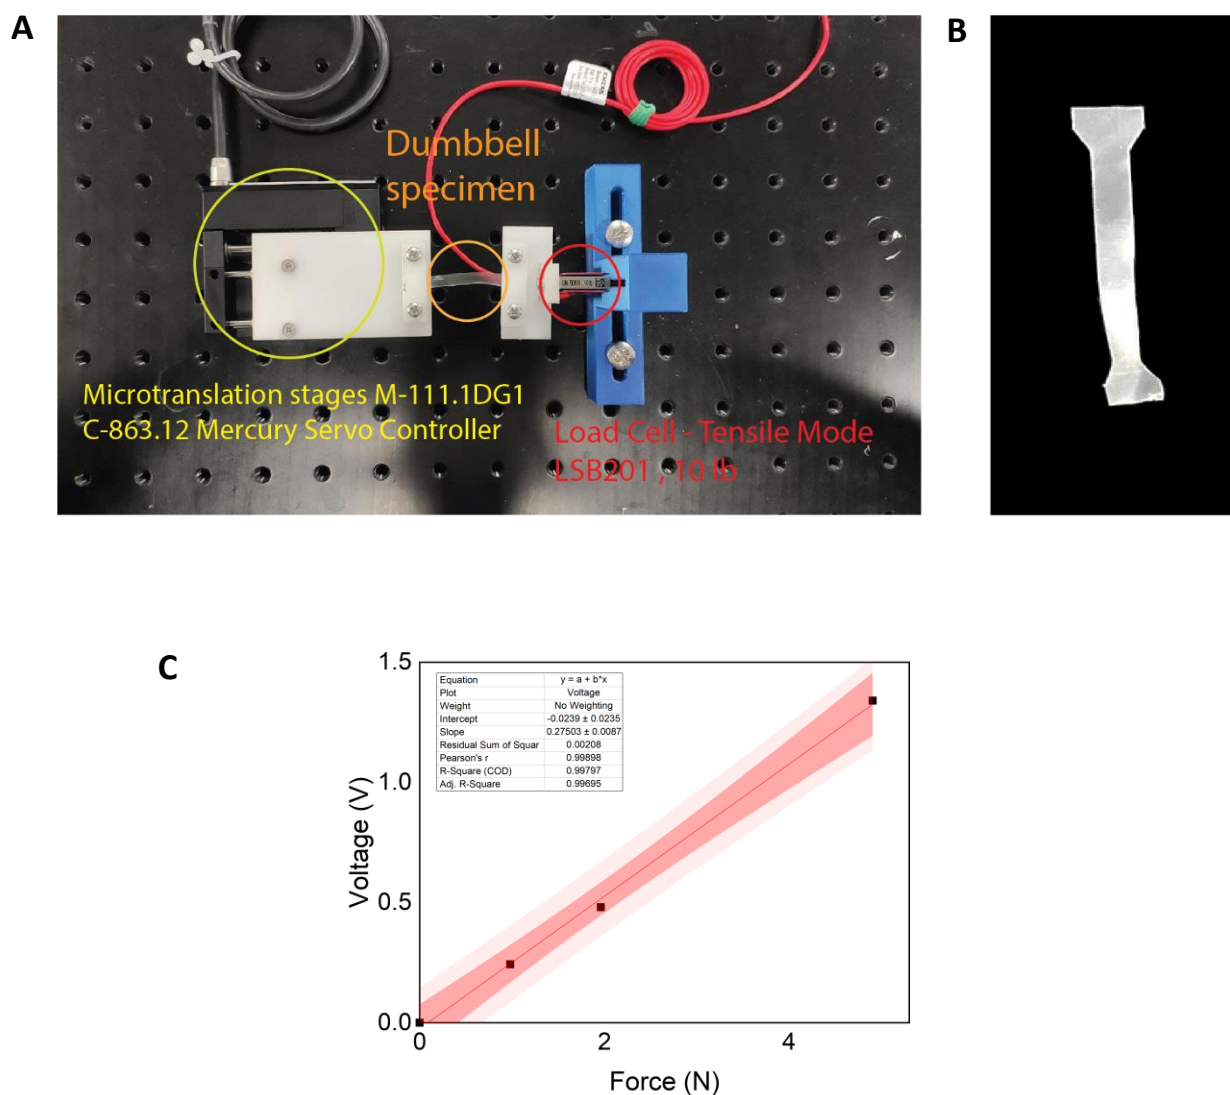 A
B
Dumbbell
specimen
Microtranslation stages M-111.1DG1
C-863.12 Mercury Servo Controller
Load Cell - Tensile Mode
LSB201 , 10 lb
C
Equation y = a + b*x
Plot Voltage
Weight No Weighting
Intercept -0.0239 ± 0.0235
Slope 0.27503 ± 0.0087
Residual Sum of Squar 0.00208
Pearson's r 0.99898
R-Square (COD) 0.99797
Adj. R-Square 0.99695
1.5
1.0
0.5
0.0
Voltage (V)
0 2 4
Force (N)